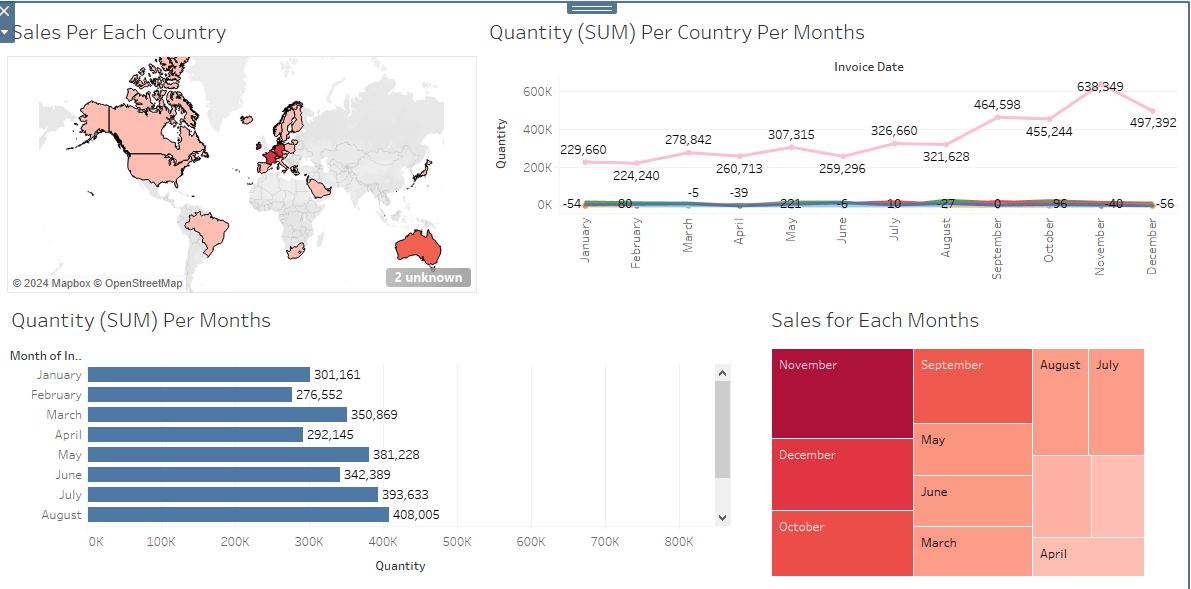 Sales Per Each Country
© 2024 Mapbox © OpenStreetMap
2 unknown
Quantity (SUM) Per Country Per Months
Invoice Date
Quantity
600K
400K
200K
0K
229,660
224,240
278,842
260,713
307,315
259,296
326,660
321,628
464,598
455,244
638,349
497,392
-54
80
-5
-39
221
-6
10
-27
0
-96
-40
-56
January
February
March
April
May
June
July
August
September
October
November
December
Quantity (SUM) Per Months
Month of In..
January 301,161
February 276,552
March 350,869
April 292,145
May 381,228
June 342,389
July 393,633
August 408,005
0K 100K 200K 300K 400K 500K 600K 700K 800K
Quantity
Sales for Each Months
November
December
October
September
May
June
March
August
July
April